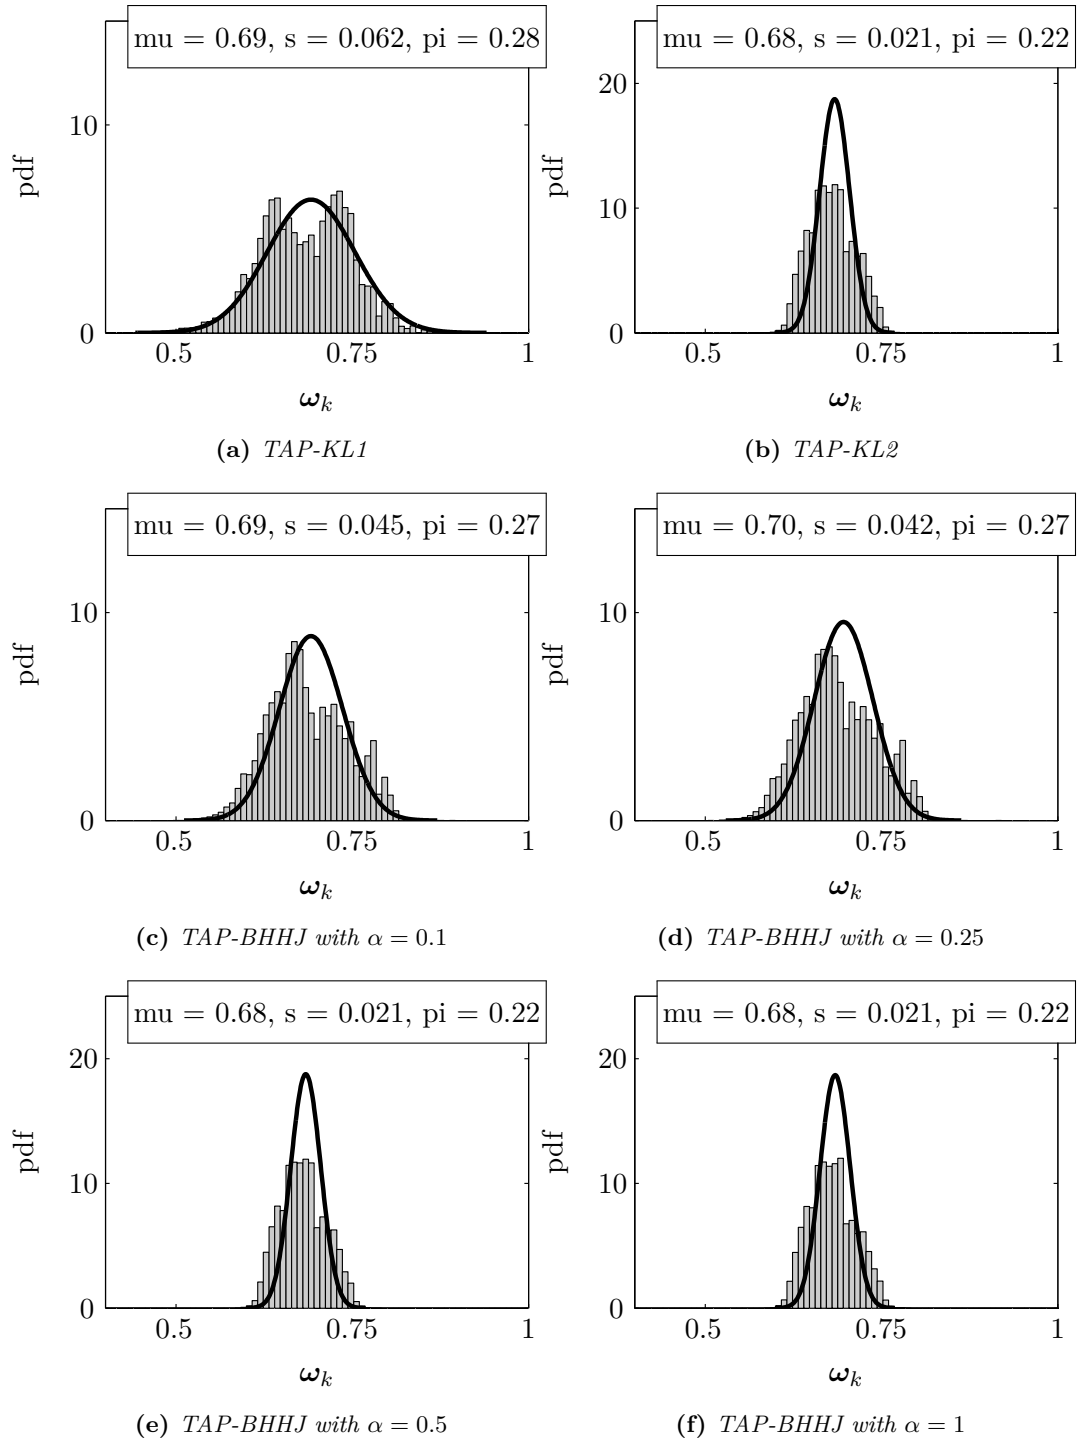 mu = 0.69, s = 0.062, pi = 0.28
10
0
pdf
0.5
0.75
1
ω_k
(a) TAP-KL1
mu = 0.68, s = 0.021, pi = 0.22
20
10
0
pdf
0.5
0.75
1
ω_k
(b) TAP-KL2
mu = 0.69, s = 0.045, pi = 0.27
10
0
pdf
0.5
0.75
1
ω_k
(c) TAP-BHHJ with α = 0.1
mu = 0.70, s = 0.042, pi = 0.27
10
0
pdf
0.5
0.75
1
ω_k
(d) TAP-BHHJ with α = 0.25
mu = 0.68, s = 0.021, pi = 0.22
20
10
0
pdf
0.5
0.75
1
ω_k
(e) TAP-BHHJ with α = 0.5
mu = 0.68, s = 0.021, pi = 0.22
20
10
0
pdf
0.5
0.75
1
ω_k
(f) TAP-BHHJ with α = 1